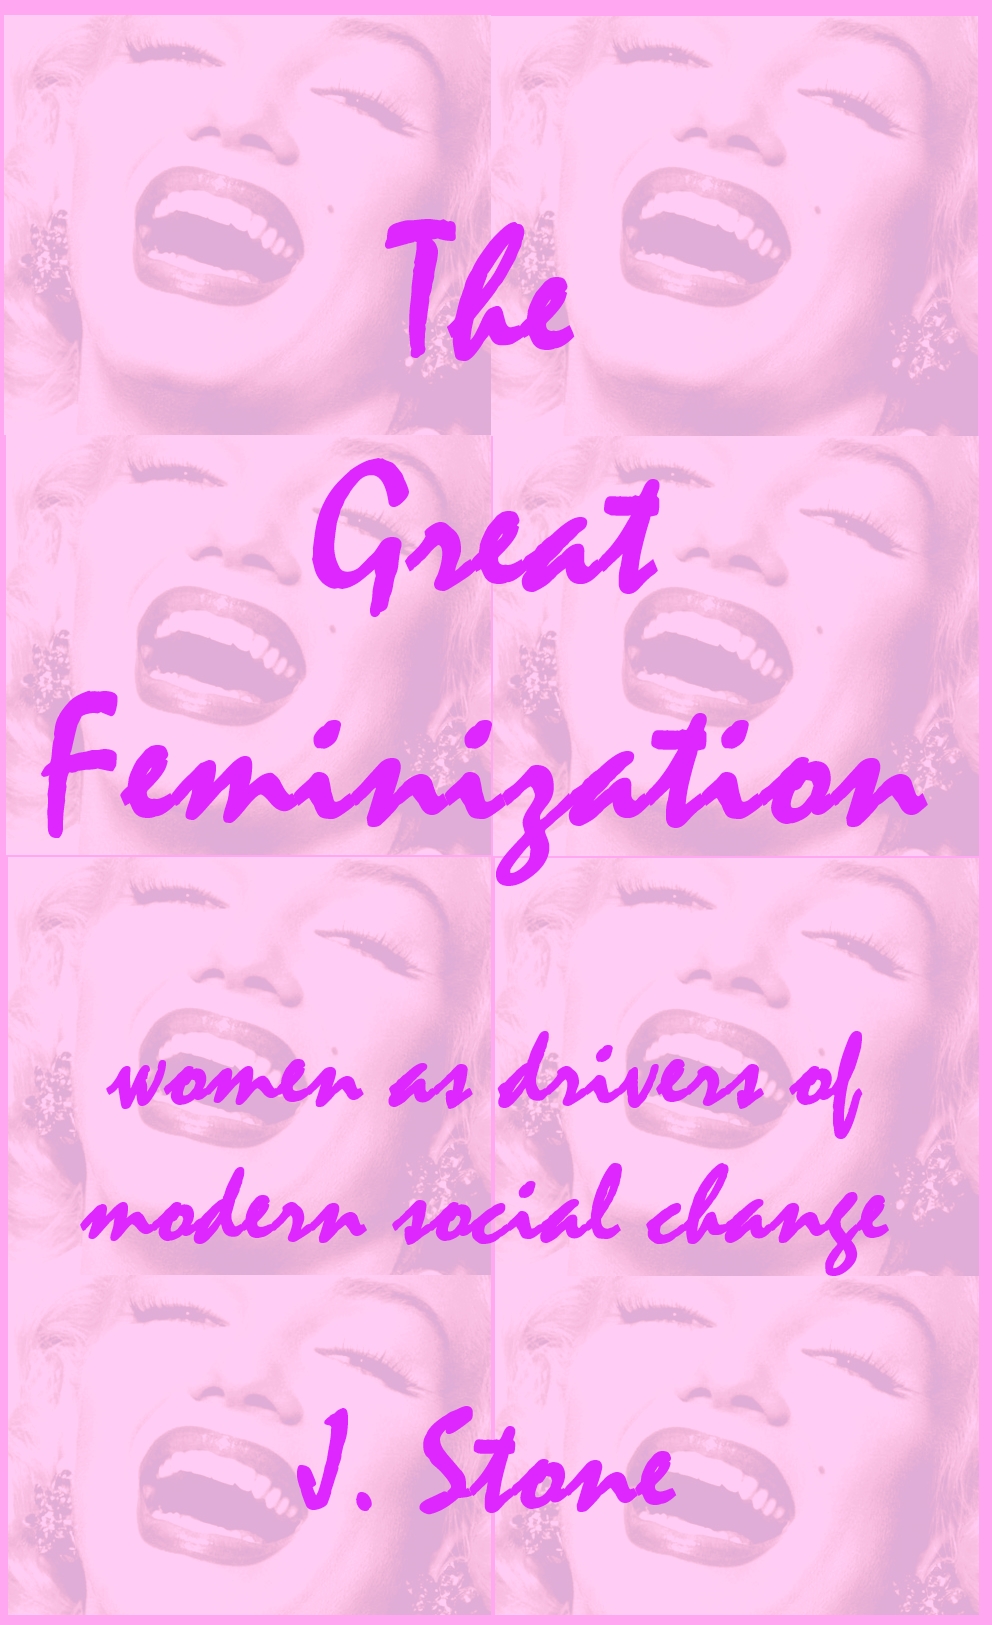 The
Great
Feminization
women as drivers of
modern social change
J. Stone